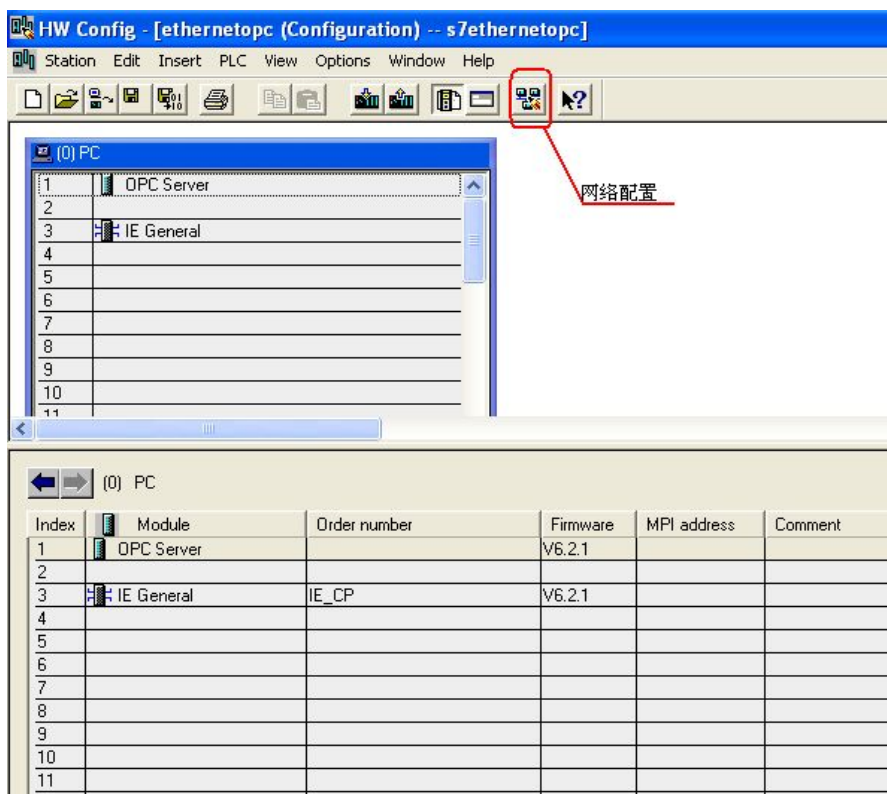 HW Config - [ethernetopc (Configuration) -- s7ethernetopc]
Station Edit Insert PLC View Options Window Help
网络配置
(0) PC
1 OPC Server
2
3 IE General
4
5
6
7
8
9
10
11
(0) PC
Index Module Order number Firmware MPI address Comment
1 OPC Server V6.2.1
2
3 IE General IE_CP V6.2.1
4
5
6
7
8
9
10
11